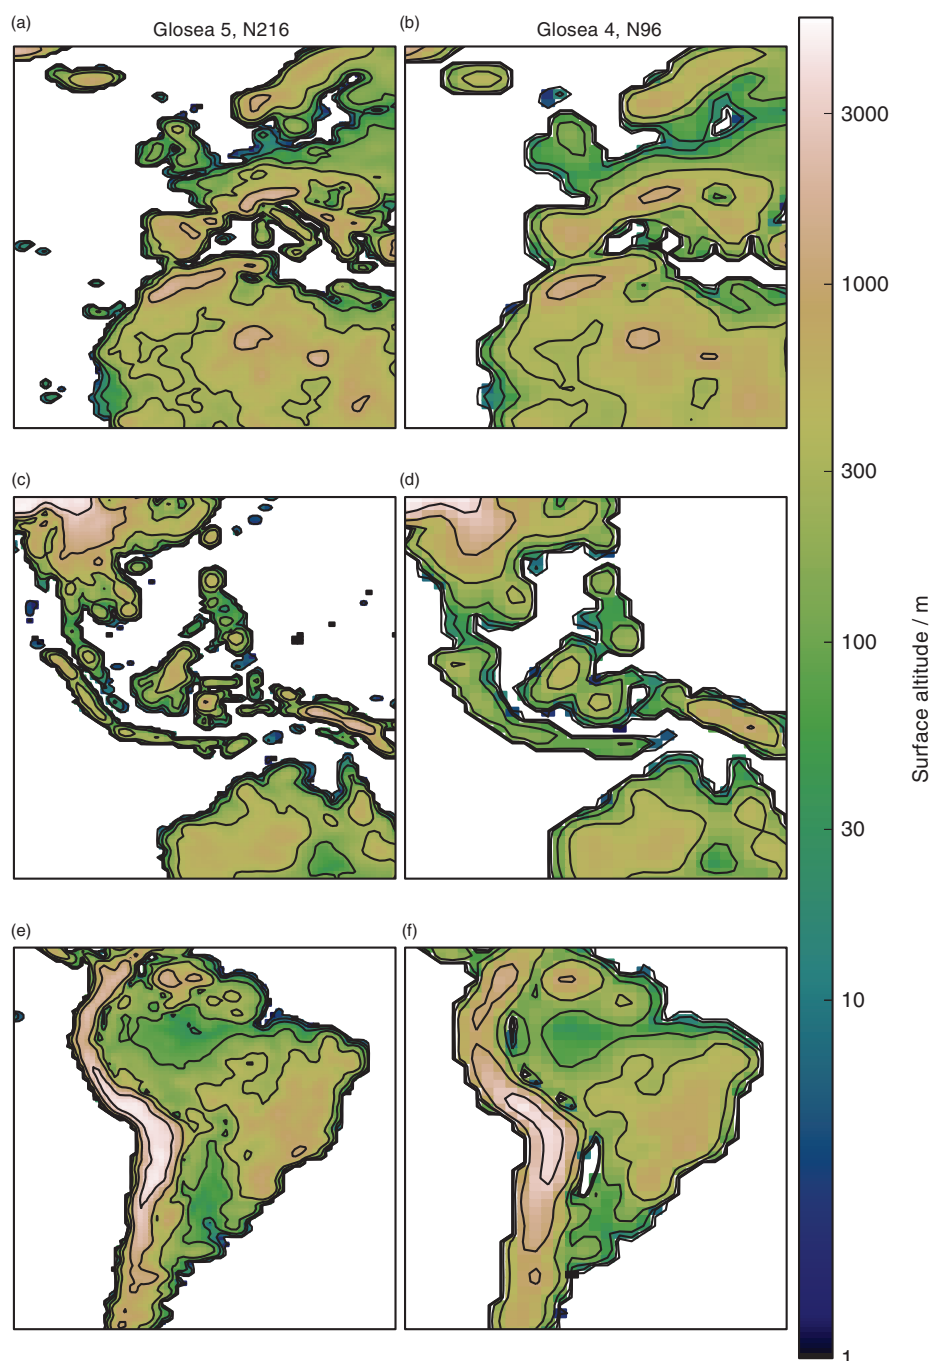 (a)
Glosea 5, N216
(b)
Glosea 4, N96
(c)
(d)
(e)
(f)
3000
1000
300
100
30
10
1
Surface altitude / m